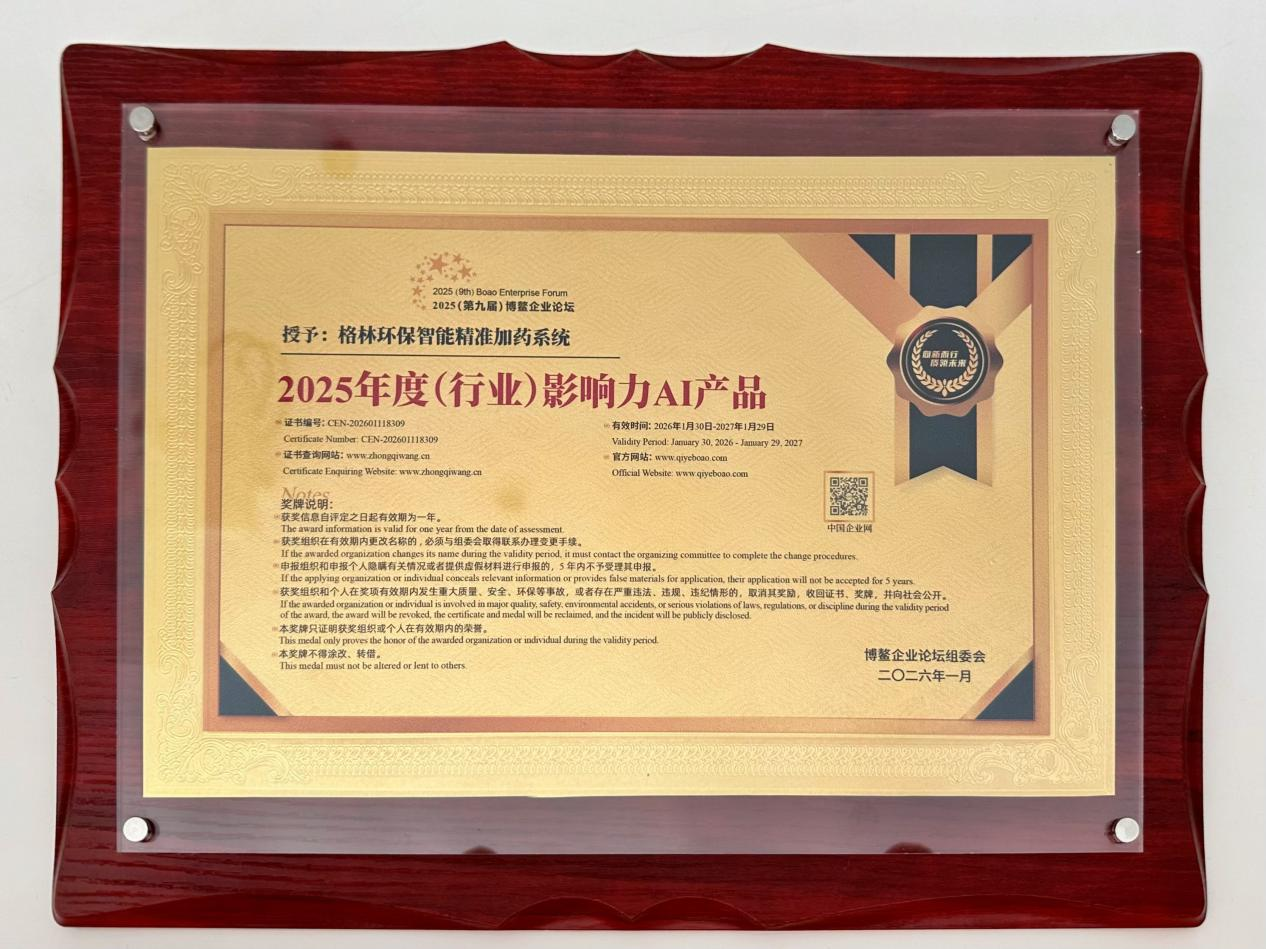 2025 (9th) Boao Enterprise Forum
2025(第九届)博鳌企业论坛
授予：格林环保智能精准加药系统
2025年度(行业)影响力AI产品
证书编号: CEN-202601118309
Certificate Number: CEN-202601118309
证书查询网站: www.zhongqiwang.cn
Certificate Enquiring Website: www.zhongqiwang.cn
有效时间: 2026年1月30日-2027年1月29日
Validity Period: January 30, 2026 - January 29, 2027
官方网站: www.qiyeboao.com
Official Website: www.qiyeboao.com
向新而行
质领未来
中国企业网
Notes
奖牌说明：
获奖信息自评定之日起有效期为一年。
The award information is valid for one year from the date of assessment.
获奖组织在有效期内更改名称的，必须与组委会取得联系办理变更手续。
If the awarded organization changes its name during the validity period, it must contact the organizing committee to complete the change procedures.
申报组织和申报个人隐瞒有关情况或者提供虚假材料进行申报的，5 年内不予受理其申报。
If the applying organization or individual conceals relevant information or provides false materials for application, their application will not be accepted for 5 years.
获奖组织和个人在奖项有效期内发生重大质量、安全、环保等事故，或者存在严重违法、违规、违纪情形的，取消其奖励，收回证书、奖牌，并向社会公开。
If the awarded organization or individual is involved in major quality, safety, environmental accidents, or serious violations of laws, regulations, or discipline during the validity period
of the award, the award will be revoked, the certificate and medal will be reclaimed, and the incident will be publicly disclosed.
本奖牌只证明获奖组织或个人在有效期内的荣誉。
This medal only proves the honor of the awarded organization or individual during the validity period.
本奖牌不得涂改、转借。
This medal must not be altered or lent to others.
博鳌企业论坛组委会
二〇二六年一月